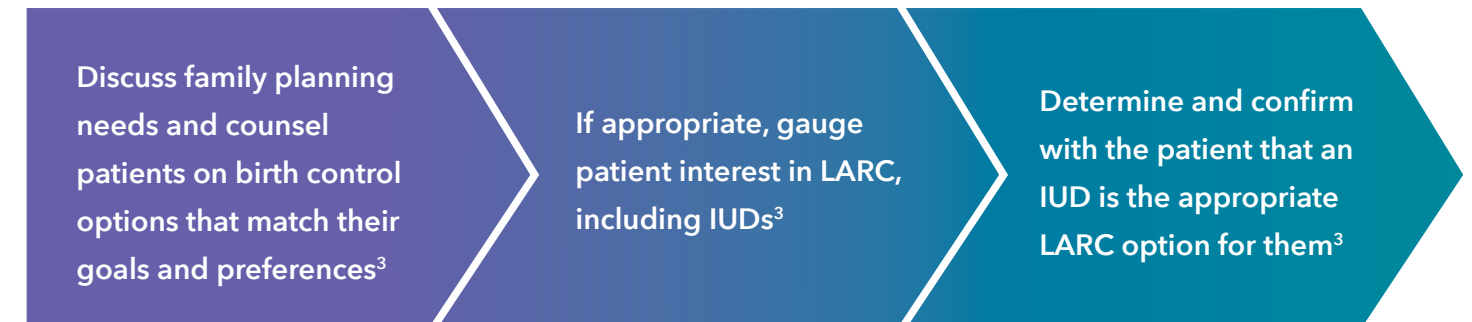 Discuss family planning
needs and counsel
patients on birth control
options that match their
goals and preferences³
If appropriate, gauge
patient interest in LARC,
including IUDs³
Determine and confirm
with the patient that an
IUD is the appropriate
LARC option for them³